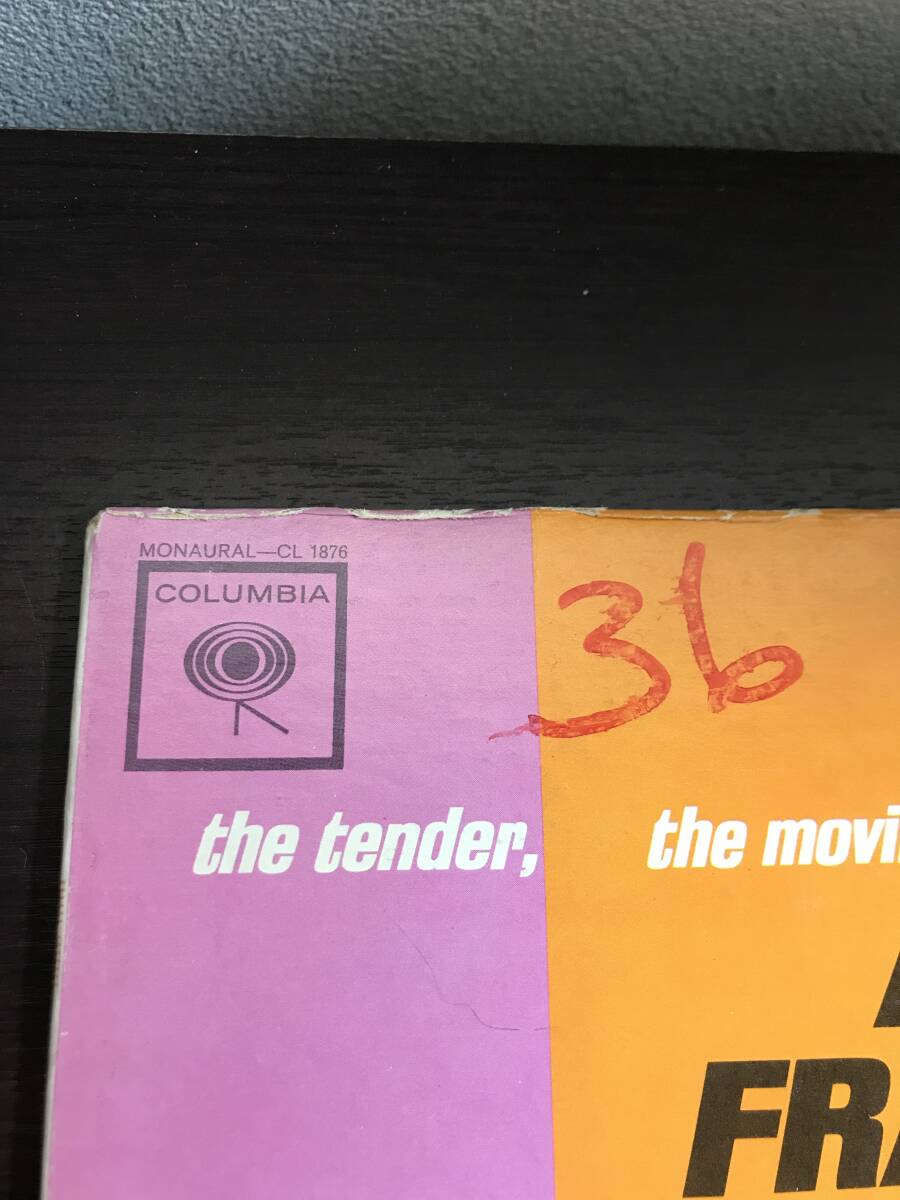 MONAURAL—CL 1876
COLUMBIA
36
the tender,
the movi
FRA